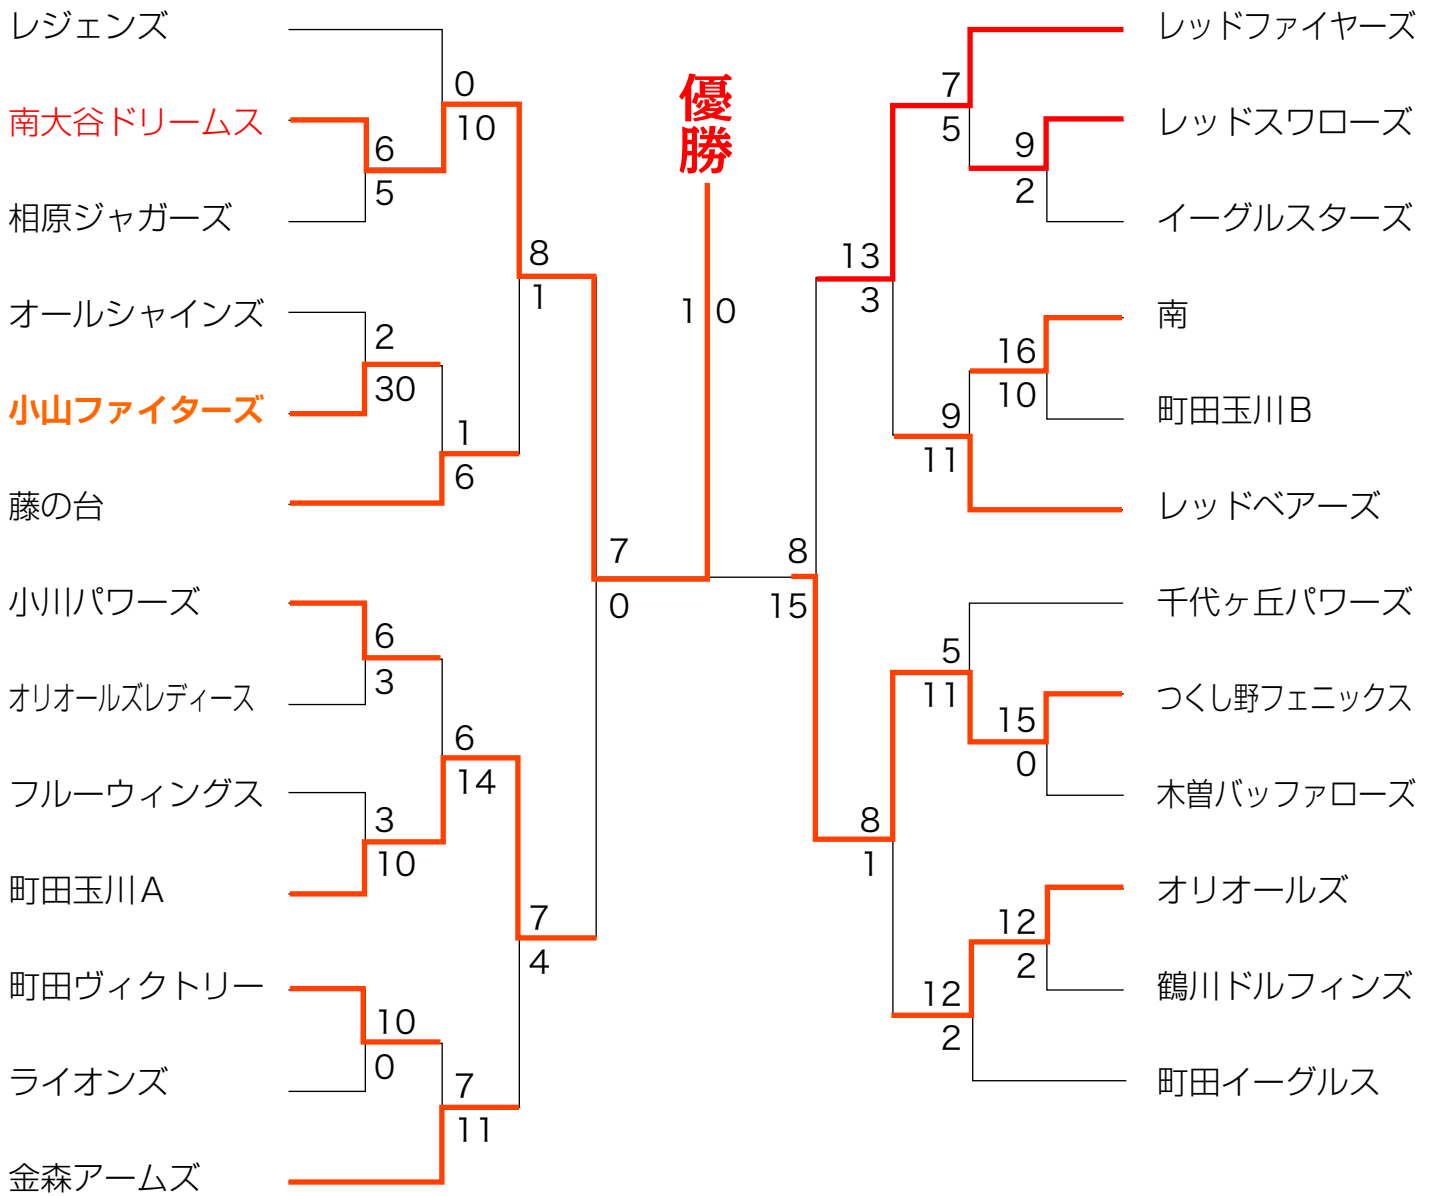 レジェンズ
南大谷ドリームス
相原ジャガーズ
オールシャインズ
小山ファイターズ
藤の台
小川パワーズ
オリオールズレディース
フルーウィングス
町田玉川A
町田ヴィクトリー
ライオンズ
金森アームズ
0
10
6
5
8
1
2
30
1
6
7
0
6
3
6
14
3
10
7
4
10
0
7
11
優勝
1 0
7
5
9
2
13
3
16
10
9
11
8
15
5
11
15
0
8
1
12
2
12
2
レッドファイヤーズ
レッドスワローズ
イーグルスターズ
南
町田玉川B
レッドベアーズ
千代ヶ丘パワーズ
つくし野フェニックス
木曽バッファローズ
オリオールズ
鶴川ドルフィンズ
町田イーグルス